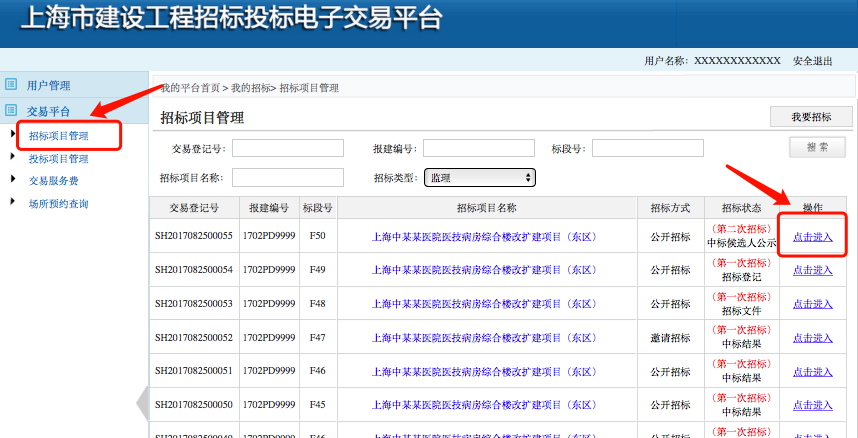 上海市建设工程招标投标电子交易平台
用户名称：XXXXXXXXXXXX 安全退出
用户管理
交易平台
招标项目管理
投标项目管理
交易服务费
场所预约查询
我的平台首页 > 我的招标> 招标项目管理
招标项目管理 我要招标
交易登记号： 报建编号： 标段号： 搜 索
招标项目名称： 招标类型： 监理
交易登记号 报建编号 标段号 招标项目名称 招标方式 招标状态 操作
SH2017082500055 1702PD9999 F50 上海中某某医院医技病房综合楼改扩建项目（东区） 公开招标 （第二次招标） 点击进入
中标候选人公示
SH2017082500054 1702PD9999 F49 上海中某某医院医技病房综合楼改扩建项目（东区） 公开招标 （第一次招标） 点击进入
招标登记
SH2017082500053 1702PD9999 F48 上海中某某医院医技病房综合楼改扩建项目（东区） 公开招标 （第一次招标） 点击进入
招标文件
SH2017082500052 1702PD9999 F47 上海中某某医院医技病房综合楼改扩建项目（东区） 邀请招标 （第一次招标） 点击进入
中标结果
SH2017082500051 1702PD9999 F46 上海中某某医院医技病房综合楼改扩建项目（东区） 公开招标 （第一次招标） 点击进入
中标结果
SH2017082500050 1702PD9999 F45 上海中某某医院医技病房综合楼改扩建项目（东区） 公开招标 （第一次招标） 点击进入
中标结果
（第一次招标）